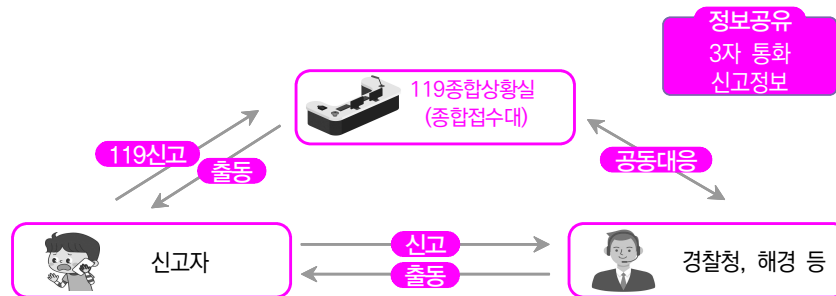 정보공유
3자 통화
신고정보
119종합상황실
(종합접수대)
119신고
출동
공동대응
신고자
신고
출동
경찰청, 해경 등